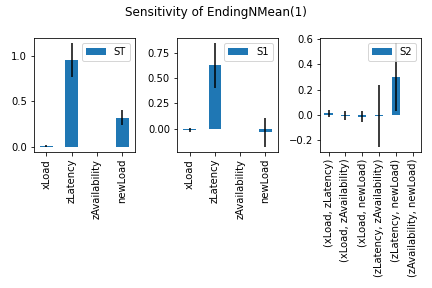 Sensitivity of EndingNMean(1)
ST
1.0
0.5
0.0
xLoad
zLatency
zAvailability
newLoad
S1
0.75
0.50
0.25
0.00
xLoad
zLatency
zAvailability
newLoad
S2
0.6
0.4
0.2
0.0
−0.2
(xLoad, zLatency)
(xLoad, zAvailability)
(xLoad, newLoad)
(zLatency, zAvailability)
(zLatency, newLoad)
(zAvailability, newLoad)